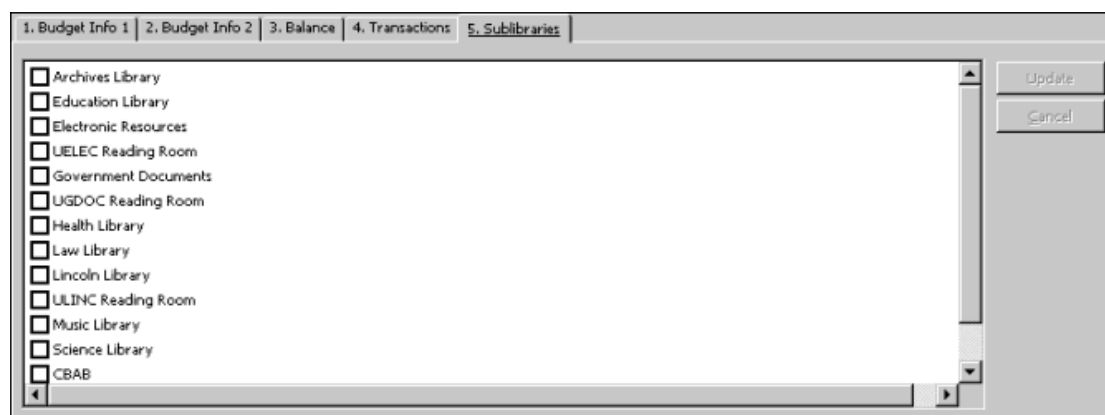 1. Budget Info 1 2. Budget Info 2 3. Balance 4. Transactions 5. Sublibraries
Archives Library
Update
Education Library
Cancel
Electronic Resources
UELEC Reading Room
Government Documents
UGDOC Reading Room
Health Library
Law Library
Lincoln Library
ULINC Reading Room
Music Library
Science Library
CBAB